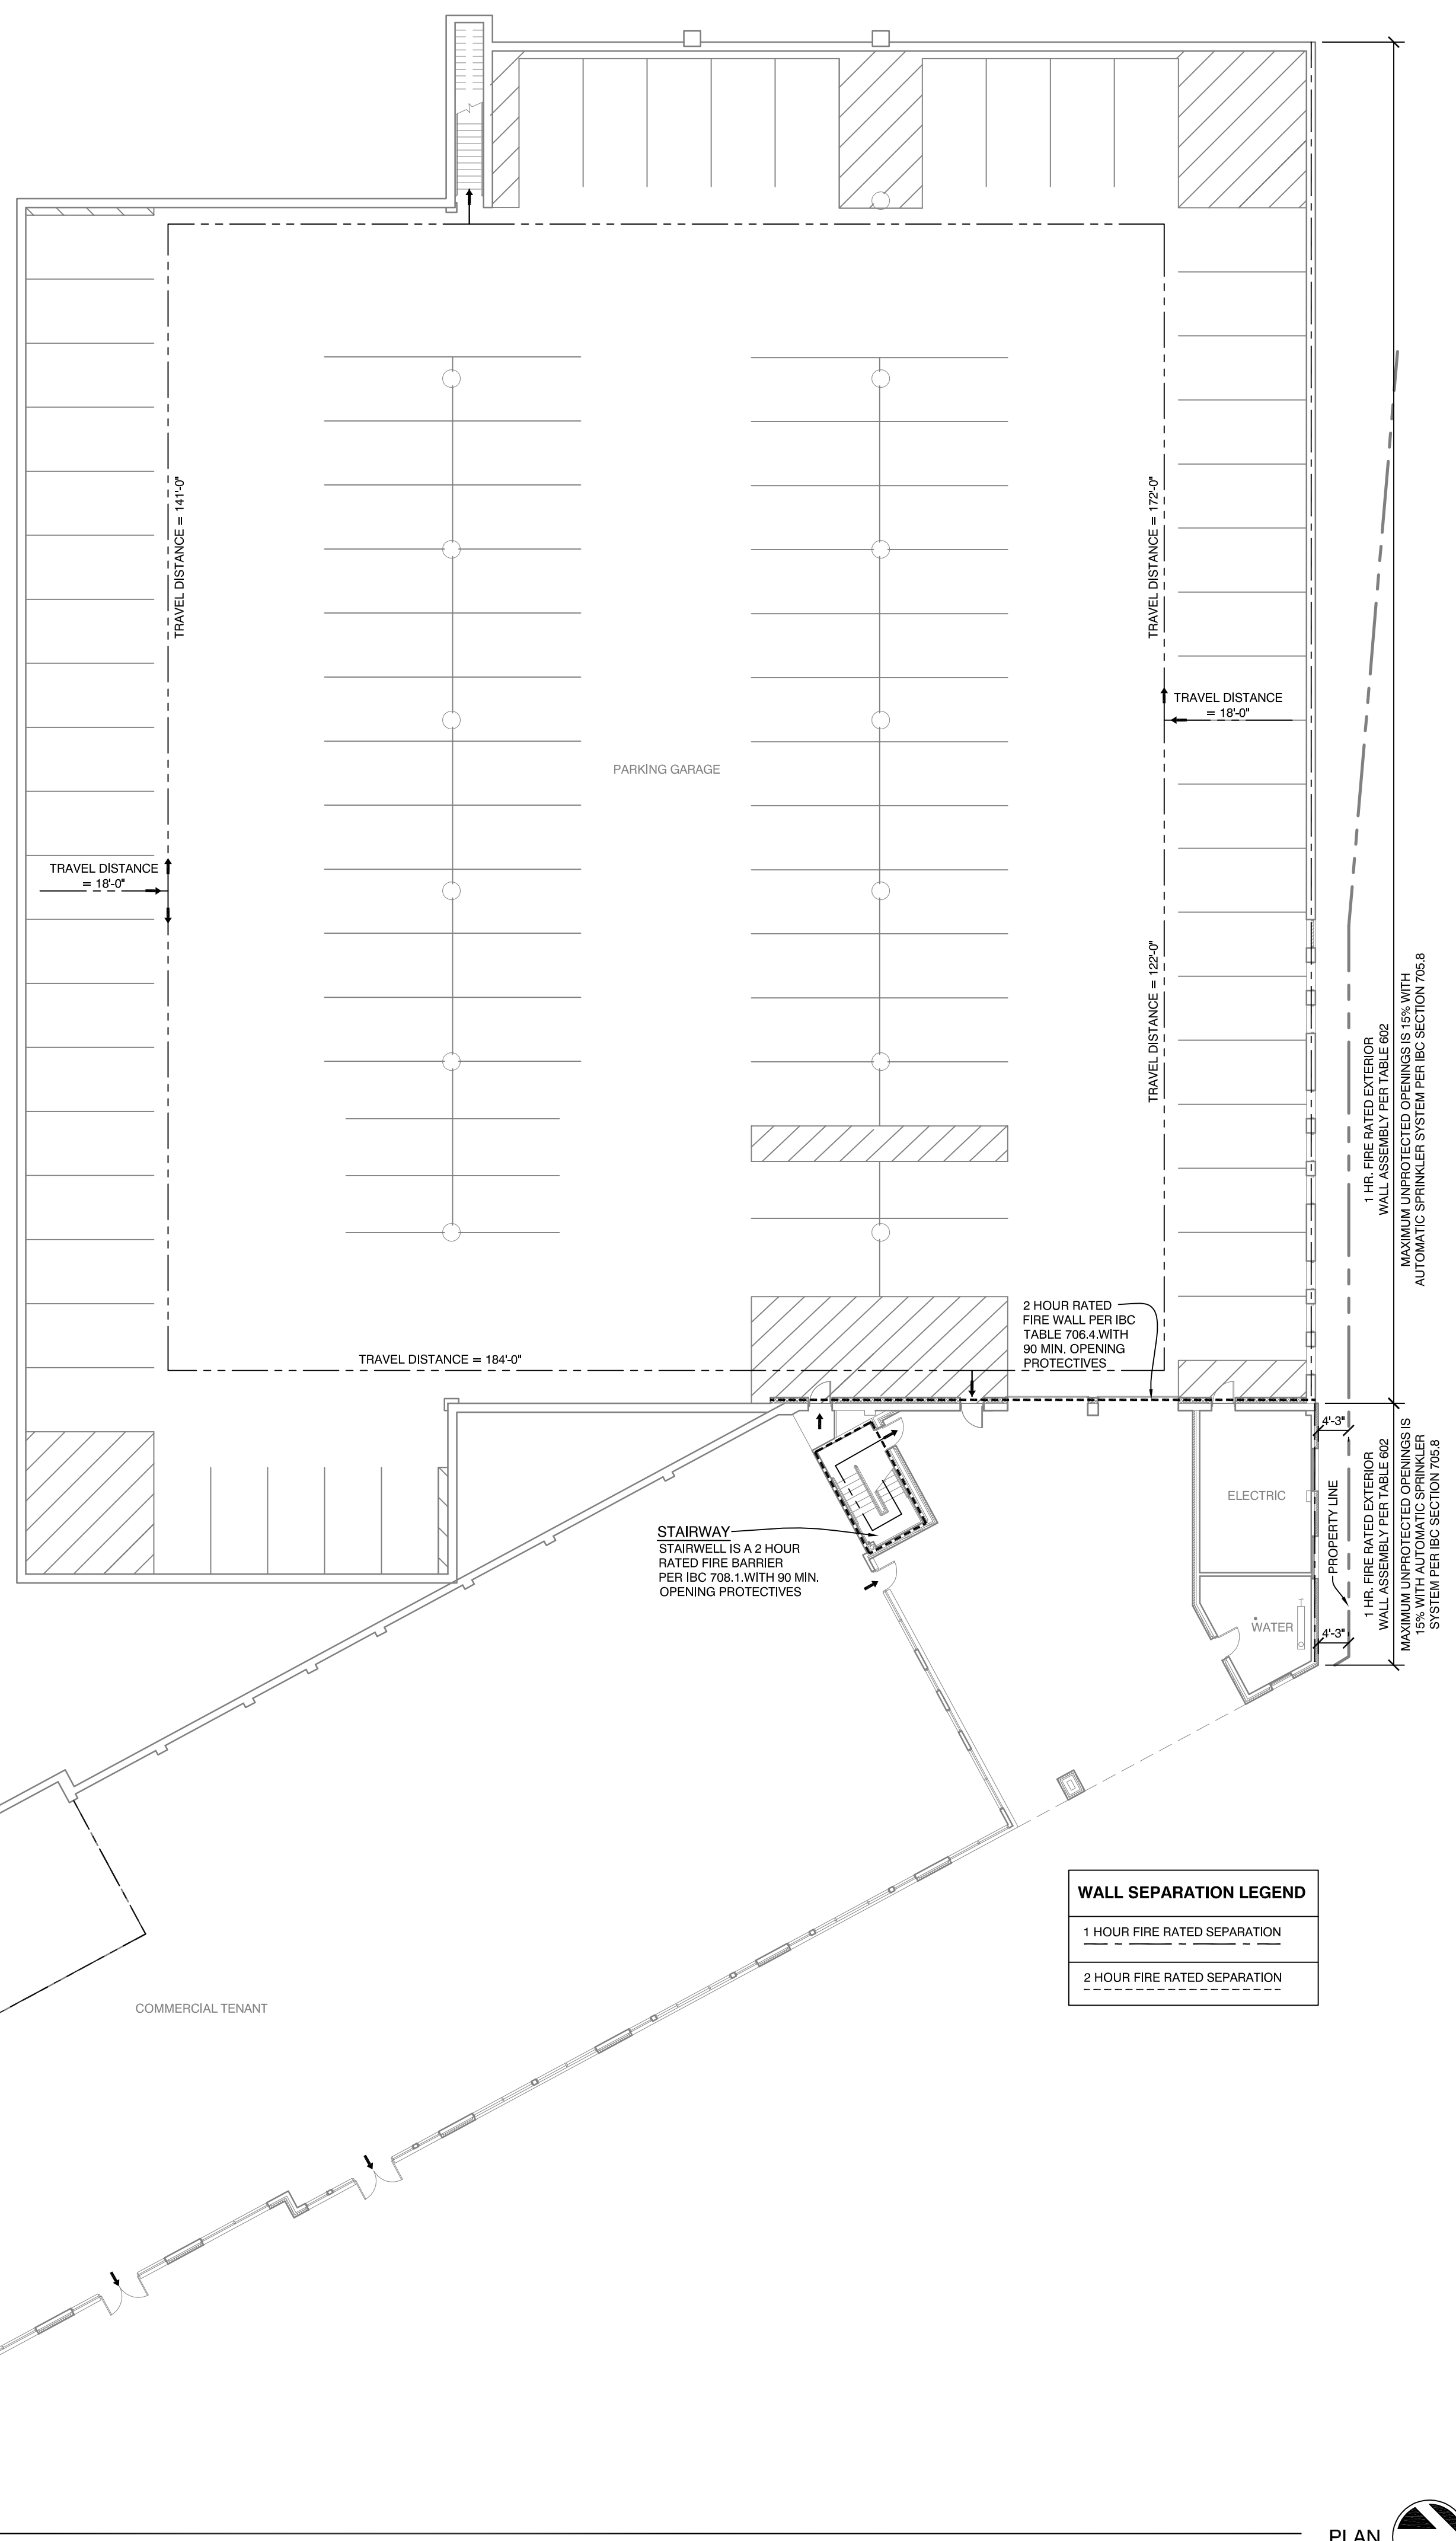 TRAVEL DISTANCE = 141'-0"
TRAVEL DISTANCE = 172'-0"
TRAVEL DISTANCE
= 18'-0"
PARKING GARAGE
TRAVEL DISTANCE
= 18'-0"
TRAVEL DISTANCE = 122'-0"
1 HR. FIRE RATED EXTERIOR
WALL ASSEMBLY PER TABLE 602
MAXIMUM UNPROTECTED OPENINGS IS 15% WITH
AUTOMATIC SPRINKLER SYSTEM PER IBC SECTION 705.8
2 HOUR RATED
FIRE WALL PER IBC
TABLE 706.4.WITH
90 MIN. OPENING
PROTECTIVES
TRAVEL DISTANCE = 184'-0"
4'-3"
ELECTRIC
STAIRWAY
STAIRWELL IS A 2 HOUR
RATED FIRE BARRIER
PER IBC 708.1.WITH 90 MIN.
OPENING PROTECTIVES
PROPERTY LINE
1 HR. FIRE RATED EXTERIOR
WALL ASSEMBLY PER TABLE 602
MAXIMUM UNPROTECTED OPENINGS IS
15% WITH AUTOMATIC SPRINKLER
SYSTEM PER IBC SECTION 705.8
WATER
4'-3"
WALL SEPARATION LEGEND
1 HOUR FIRE RATED SEPARATION
2 HOUR FIRE RATED SEPARATION
COMMERCIAL TENANT
PLAN